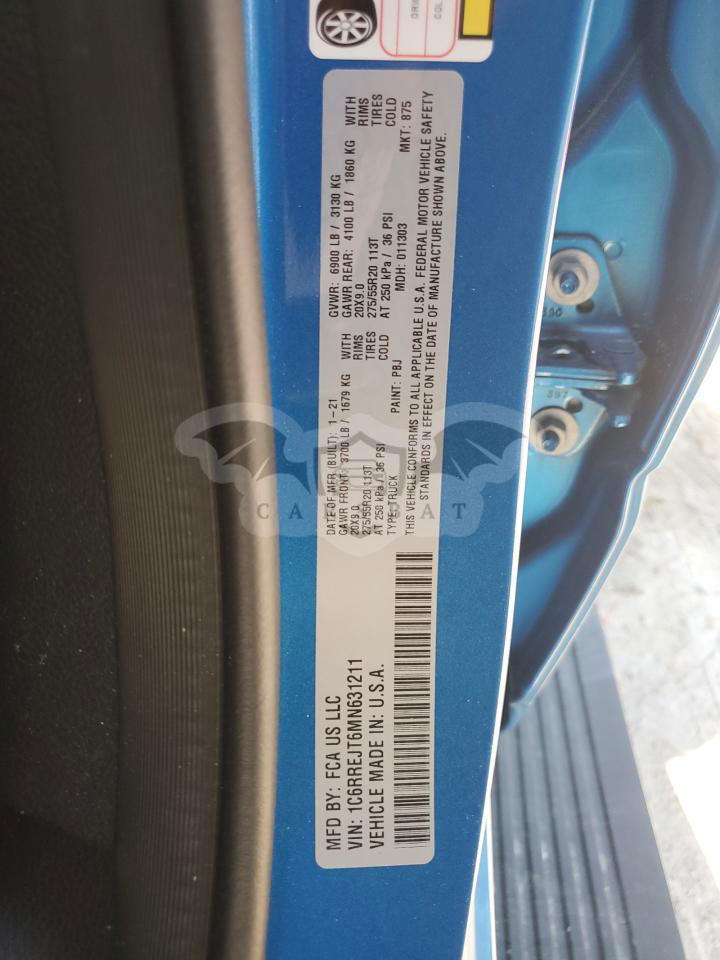 MFD BY: FCA US LLC
VIN: 1C6RREJT6MN631211
VEHICLE MADE IN: U.S.A.
DATE OF MFR (BUILT): 1-21
GVWR: 6900 LB / 3130 KG
GAWR FRONT: 3700 LB / 1679 KG WITH
GAWR REAR: 4100 LB / 1860 KG WITH
20X9.0 RIMS
20X9.0 RIMS
275/55R20 113T TIRES
275/55R20 113T TIRES
AT 250 kPa / 36 PSI COLD
AT 250 kPa / 36 PSI COLD
TYPE: TRUCK PAINT: PBJ MDH: 011303 MKT: 875
THIS VEHICLE CONFORMS TO ALL APPLICABLE U.S.A. FEDERAL MOTOR VEHICLE SAFETY
STANDARDS IN EFFECT ON THE DATE OF MANUFACTURE SHOWN ABOVE.
COL
397